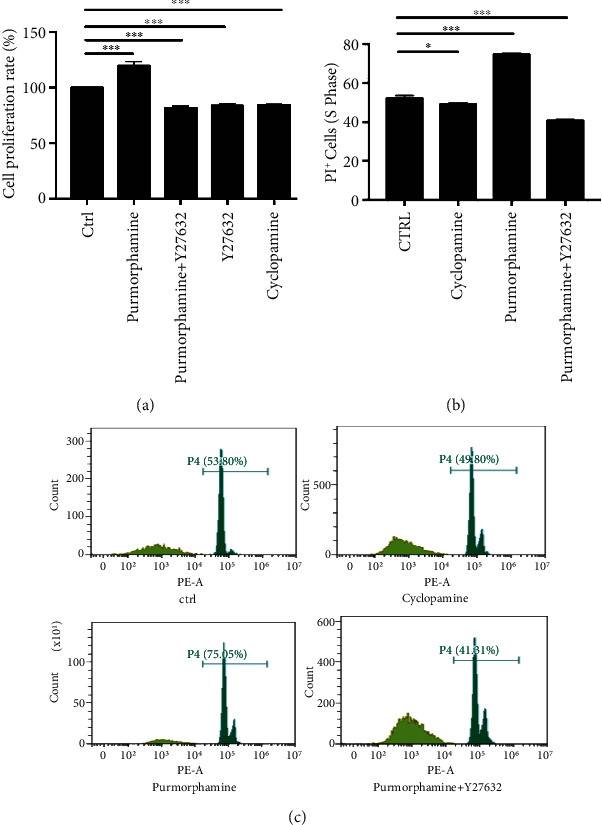 ***
***
***
***
Cell proliferation rate (%)
150
100
50
0
Ctrl
Purmorphamine
Purmorphamine+Y27632
Y27632
Cyclopamine
(a)
***
***
*
PI+ Cells (S Phase)
80
60
40
20
0
CTRL
Cyclopamine
Purmorphamine
Purmorphamine+Y27632
(b)
P4 (53.80%)
Count
300
200
100
0
0 10² 10³ 10⁴ 10⁵ 10⁶ 10⁷
PE-A
ctrl
P4 (49.80%)
Count
500
0
0 10² 10³ 10⁴ 10⁵ 10⁶ 10⁷
PE-A
Cyclopamine
P4 (75.05%)
Count (x10¹)
100
50
0
0 10² 10³ 10⁴ 10⁵ 10⁶ 10⁷
PE-A
Purmorphamine
P4 (41.31%)
Count
600
400
200
0
0 10² 10³ 10⁴ 10⁵ 10⁶ 10⁷
PE-A
Purmorphamine+Y27632
(c)